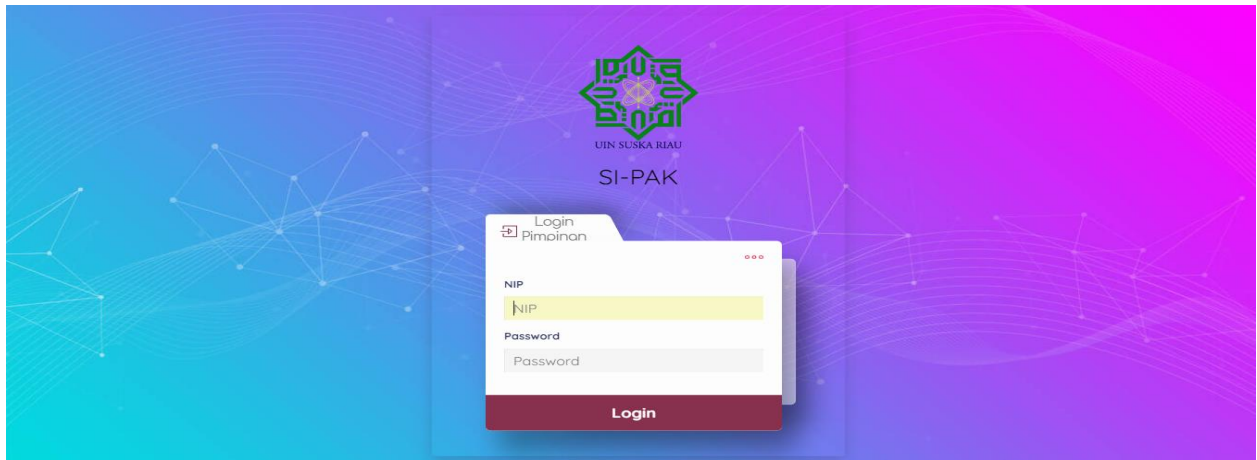 UIN SUSKA RIAU
SI-PAK
Login
Pimpinan
NIP
NIP
Password
Password
Login